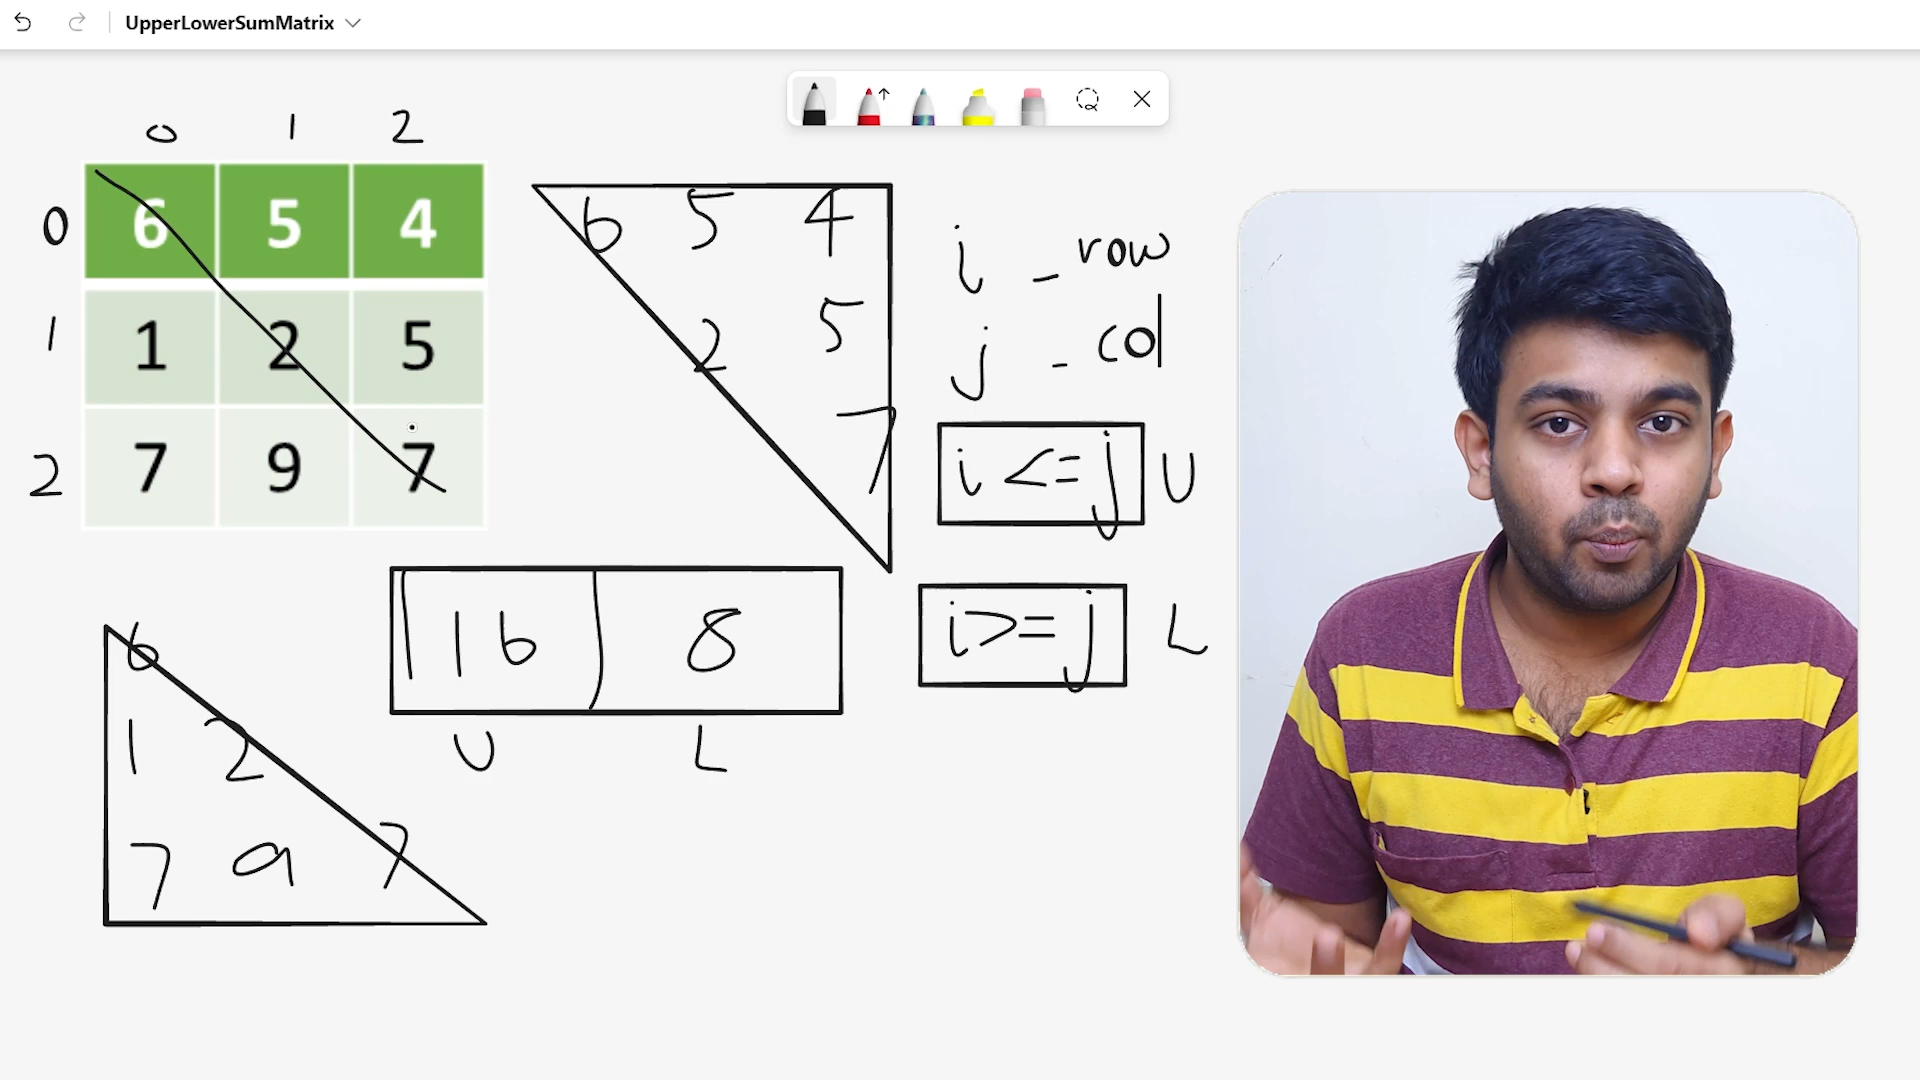 UpperLowerSumMatrix
0 1 2
0 6 5 4
1 1 2 5
2 7 9 7
6 5 4
2 5
7
i - row
j - col
i <= j U
i >= j L
16 8
U L
6
1 2
7 9 7